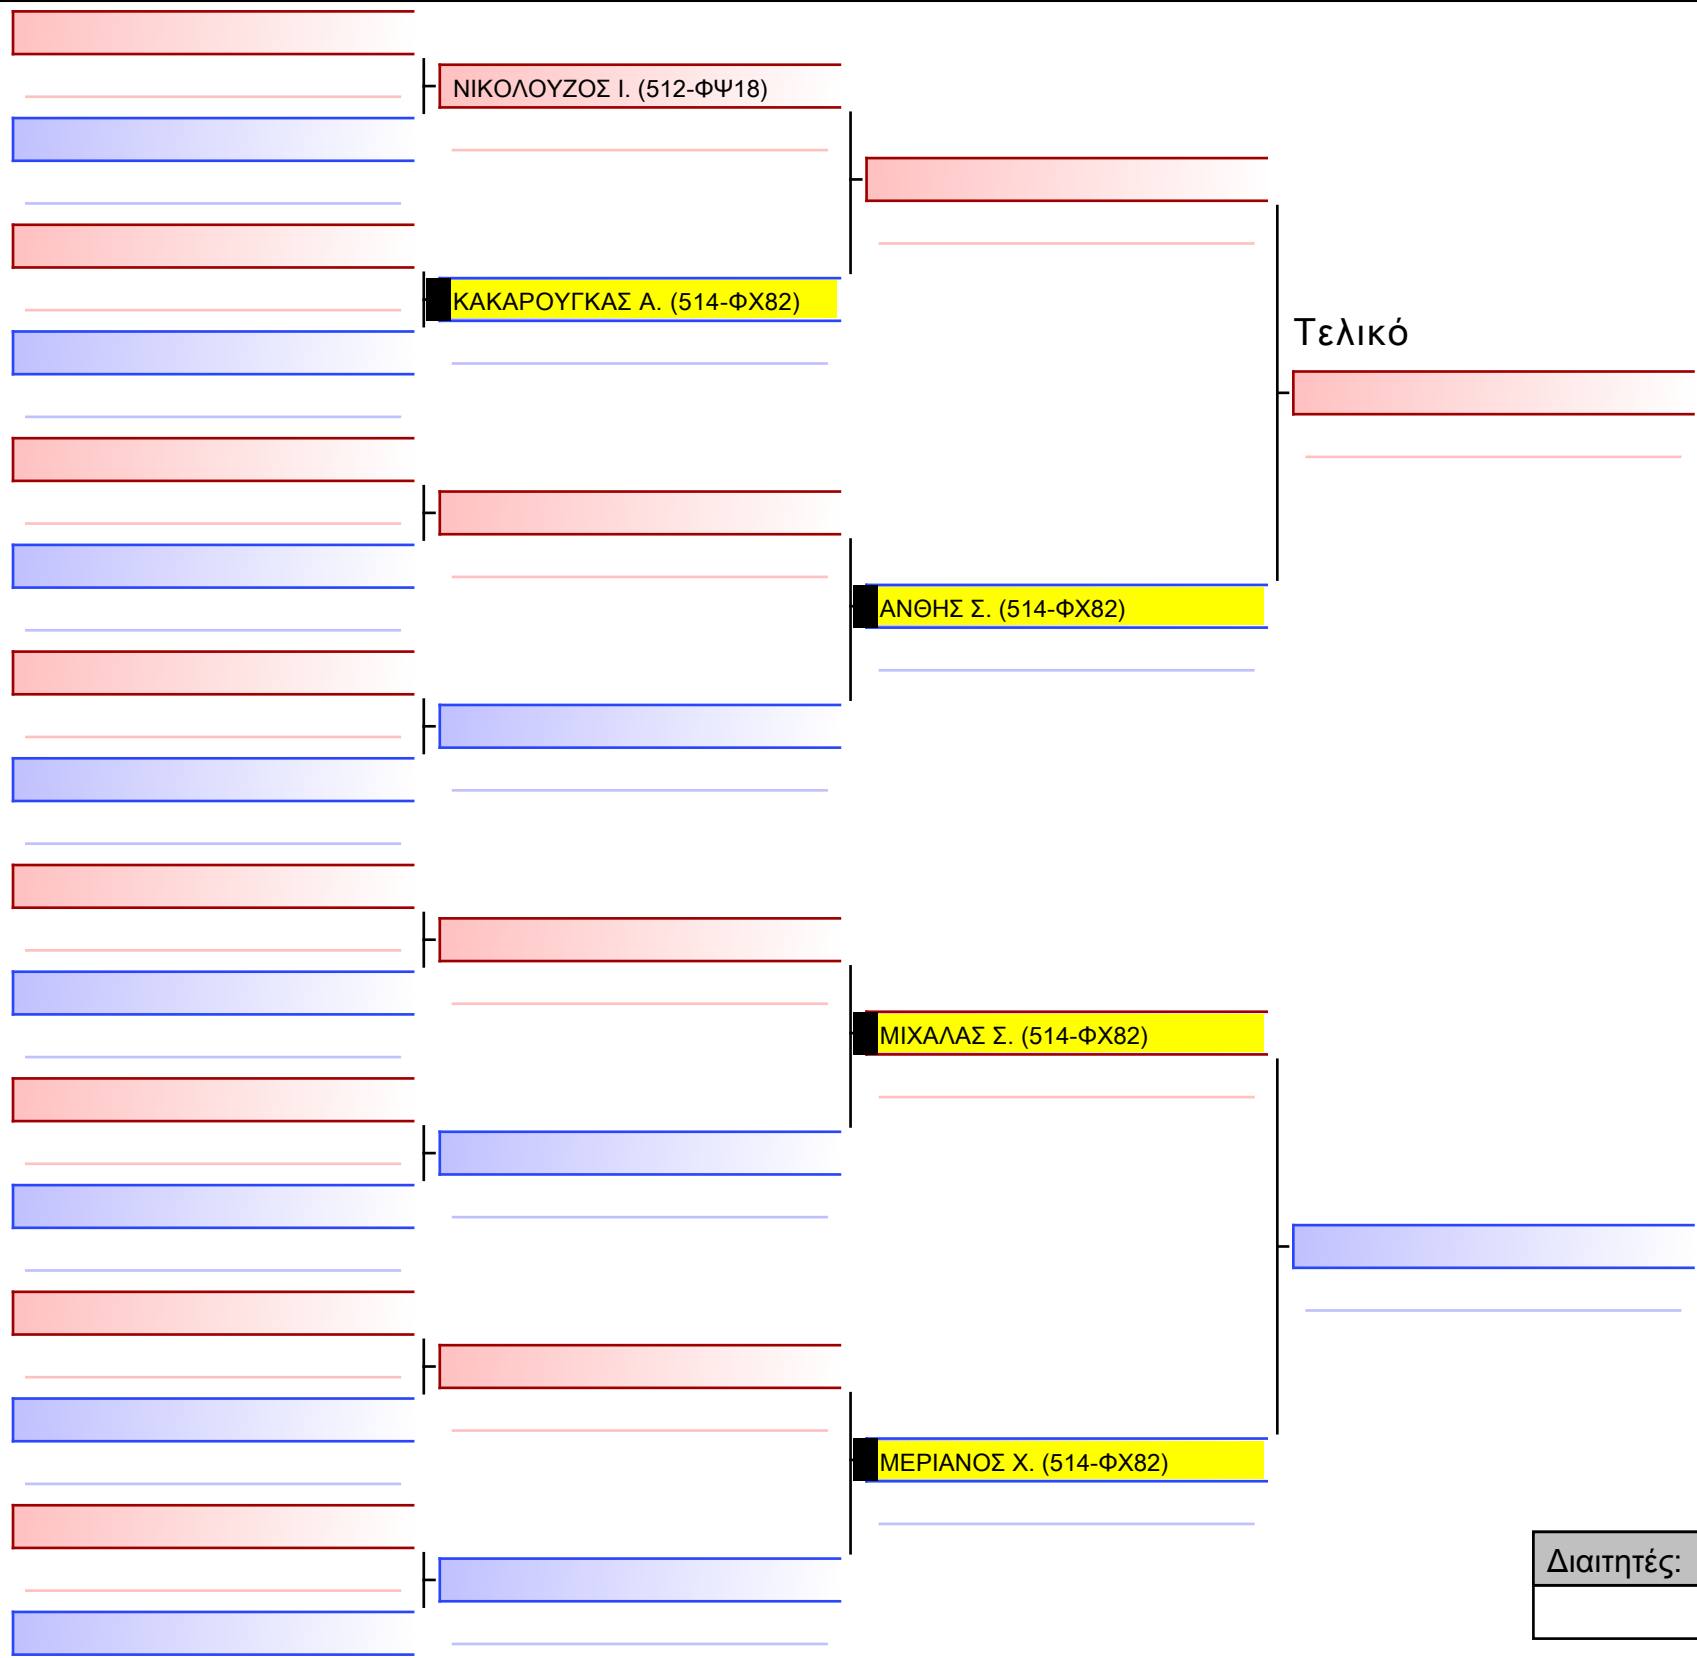 ΝΙΚΟΛΟΥΖΟΣ Ι. (512-ΦΨ18)
ΚΑΚΑΡΟΥΓΚΑΣ Α. (514-ΦΧ82)
Τελικό
ΑΝΘΗΣ Σ. (514-ΦΧ82)
ΜΙΧΑΛΑΣ Σ. (514-ΦΧ82)
ΜΕΡΙΑΝΟΣ Χ. (514-ΦΧ82)
Διαιτητές: